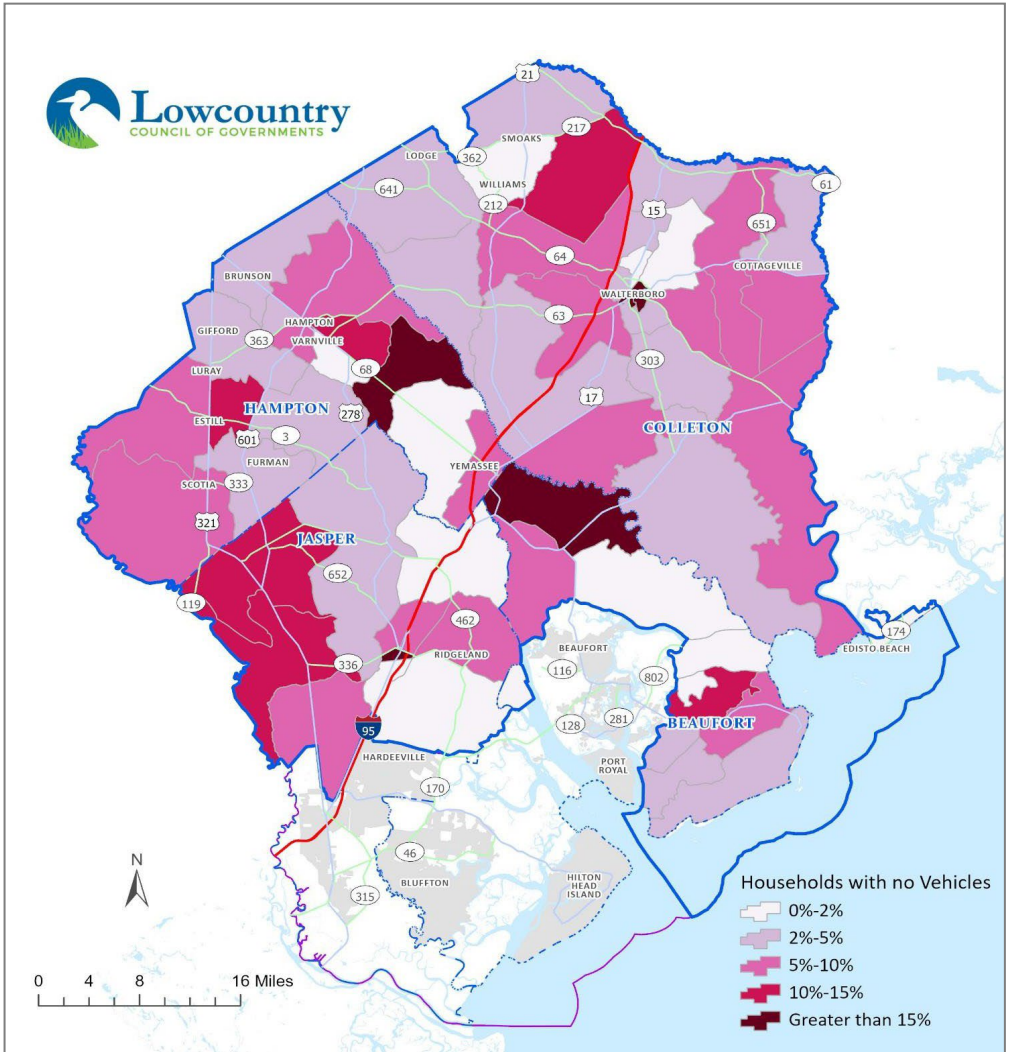 Lowcountry
COUNCIL OF GOVERNMENTS
21
217
SMOAKS
362
LODGE
WILLIAMS
641
212
61
15
651
64
COTTAGEVILLE
BRUNSON
WALTERBORO
HAMPTON
63
GIFFORD
363
VARNVILLE
303
LURAY
68
17
HAMPTON
278
ESTILL
COLLETON
601
3
FURMAN
YEMASSEE
SCOTIA
333
321
JASPER
652
119
462
174
EDISTO BEACH
336
RIDGELAND
BEAUFORT
116
802
128
281
BEAUFORT
95
HARDEEVILLE
PORT
ROYAL
170
N
46
BLUFFTON
315
HILTON
HEAD
ISLAND
Households with no Vehicles
0%-2%
2%-5%
5%-10%
10%-15%
Greater than 15%
0 4 8 16 Miles